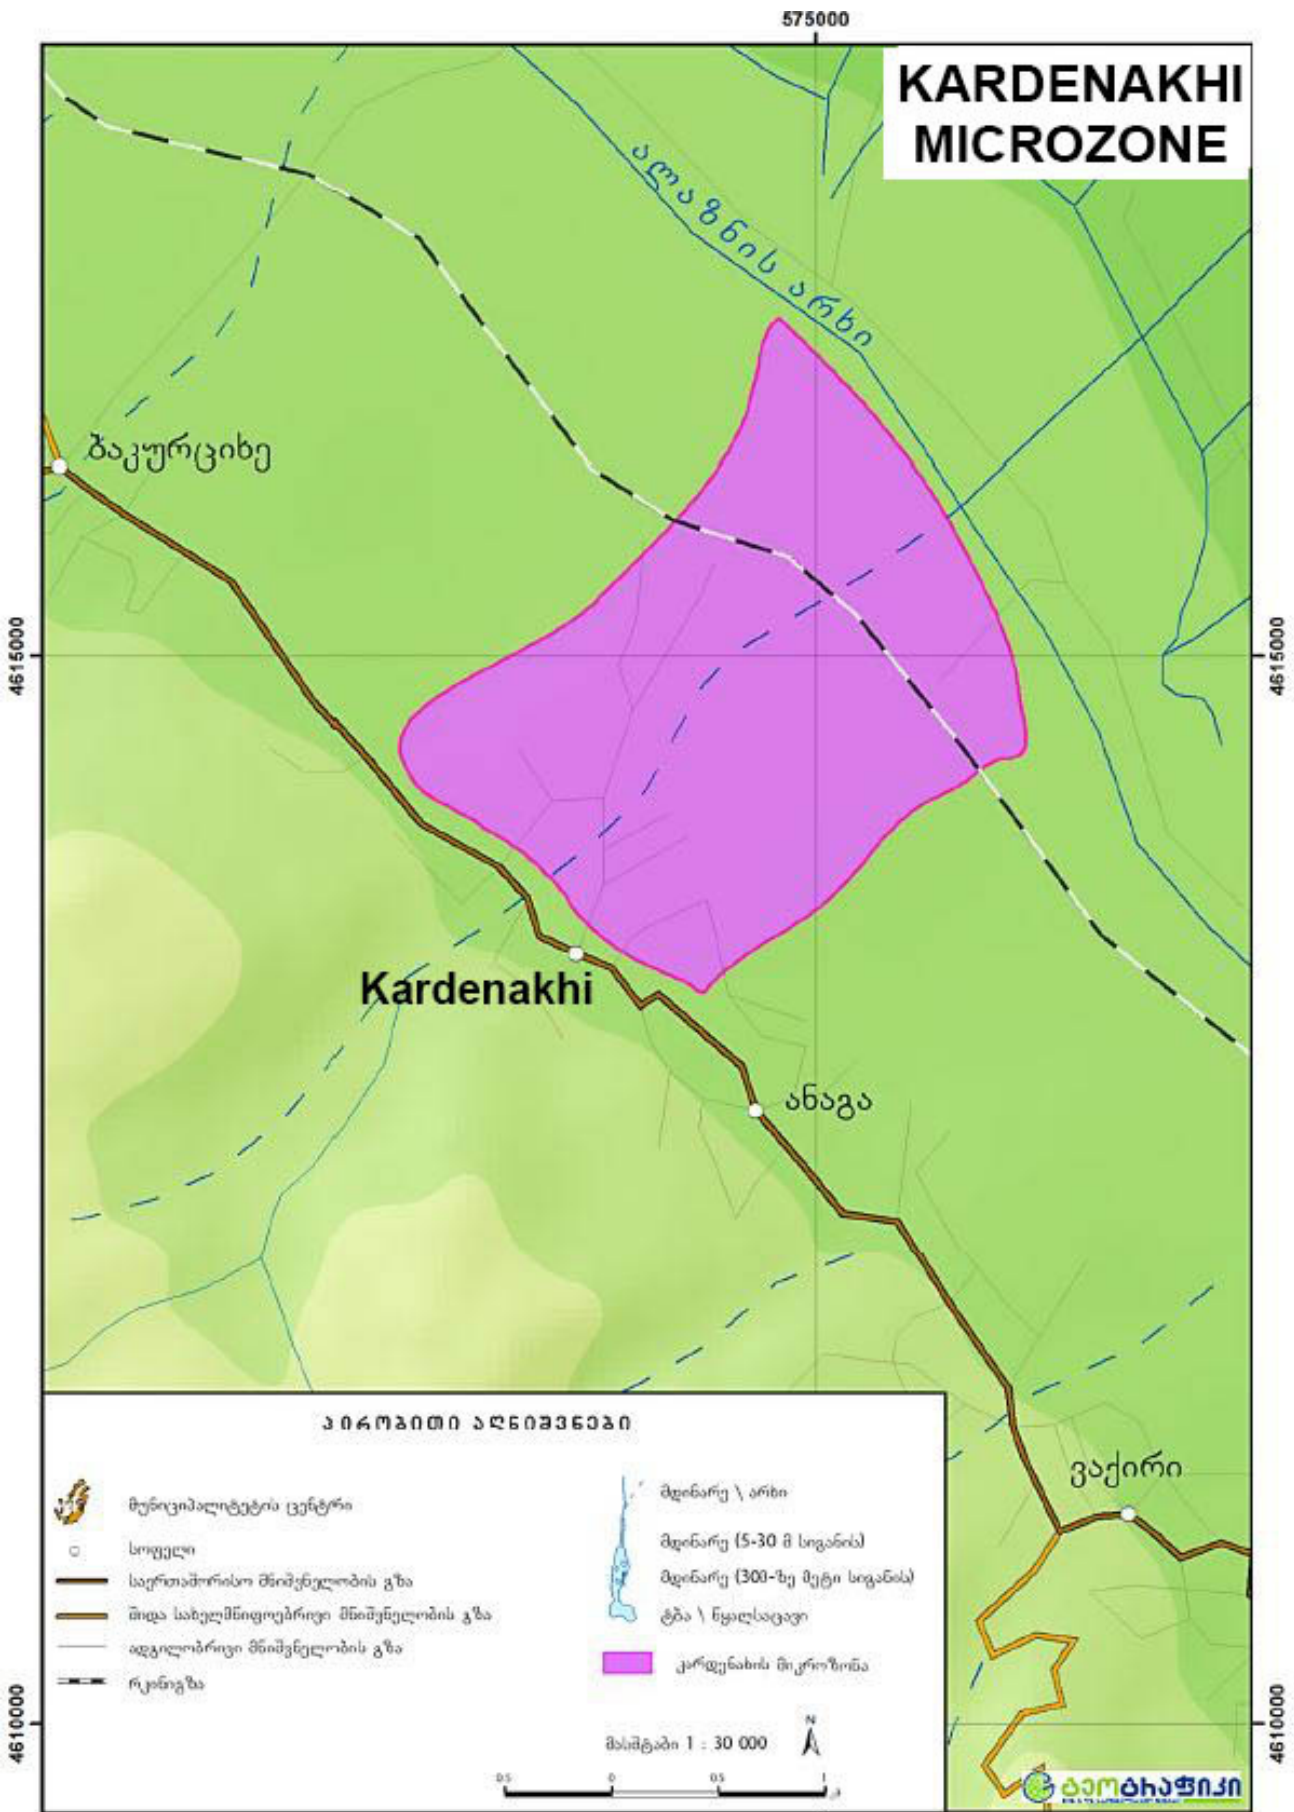 575000
KARDENAKHI
MICROZONE
ალაზნის არხი
ბაკურციხე
4615000
4615000
Kardenakhi
ანაგა
ვაქირი
პირობითი აღნიშვნები
მუნიციპალიტეტის ცენტრი
სოფელი
საერთაშორისო მნიშვნელობის გზა
შიდა სახელმწიფოებრივი მნიშვნელობის გზა
ადგილობრივი მნიშვნელობის გზა
რკინიგზა
მდინარე \ არხი
მდინარე (5-30 მ სიგანის)
მდინარე (30მ-ზე მეტი სიგანის)
ტბა \ წყალსაცავი
კარდენახის მიკროზონა
N
მასშტაბი 1 : 30 000
0.5 0 0.5 1
4610000
4610000
გეოგრაფიკი